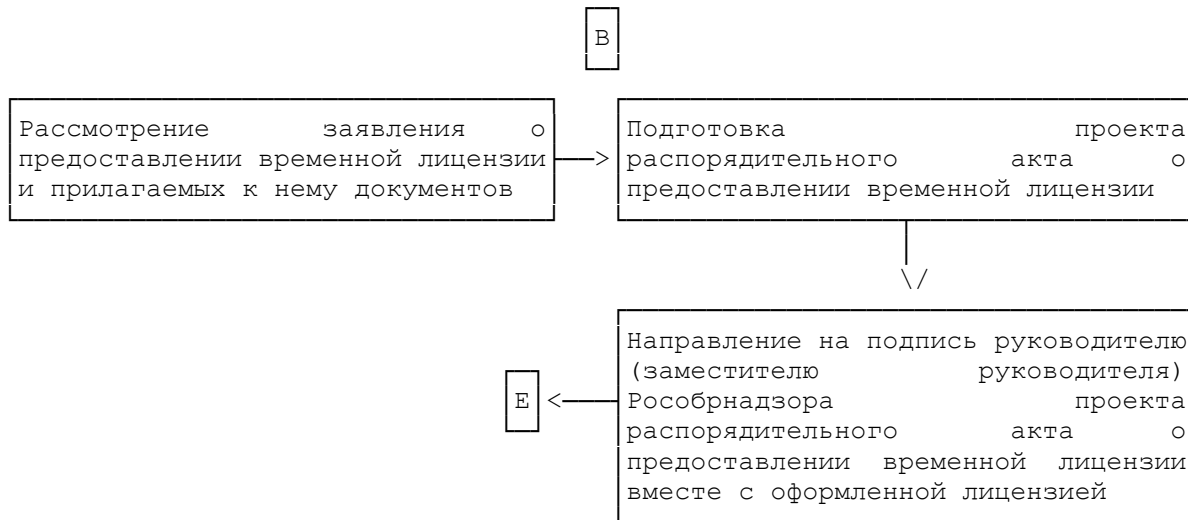 В
Рассмотрение заявления о
предоставлении временной лицензии
и прилагаемых к нему документов
Подготовка проекта
распорядительного акта о
предоставлении временной лицензии
Направление на подпись руководителю
(заместителю руководителя)
Рособрнадзора проекта
распорядительного акта о
предоставлении временной лицензии
вместе с оформленной лицензией
Е